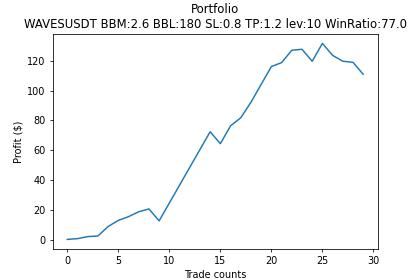 Portfolio
WAVESUSDT BBM:2.6 BBL:180 SL:0.8 TP:1.2 lev:10 WinRatio:77.0
120
100
80
60
40
20
0
Profit ($)
0 5 10 15 20 25 30
Trade counts